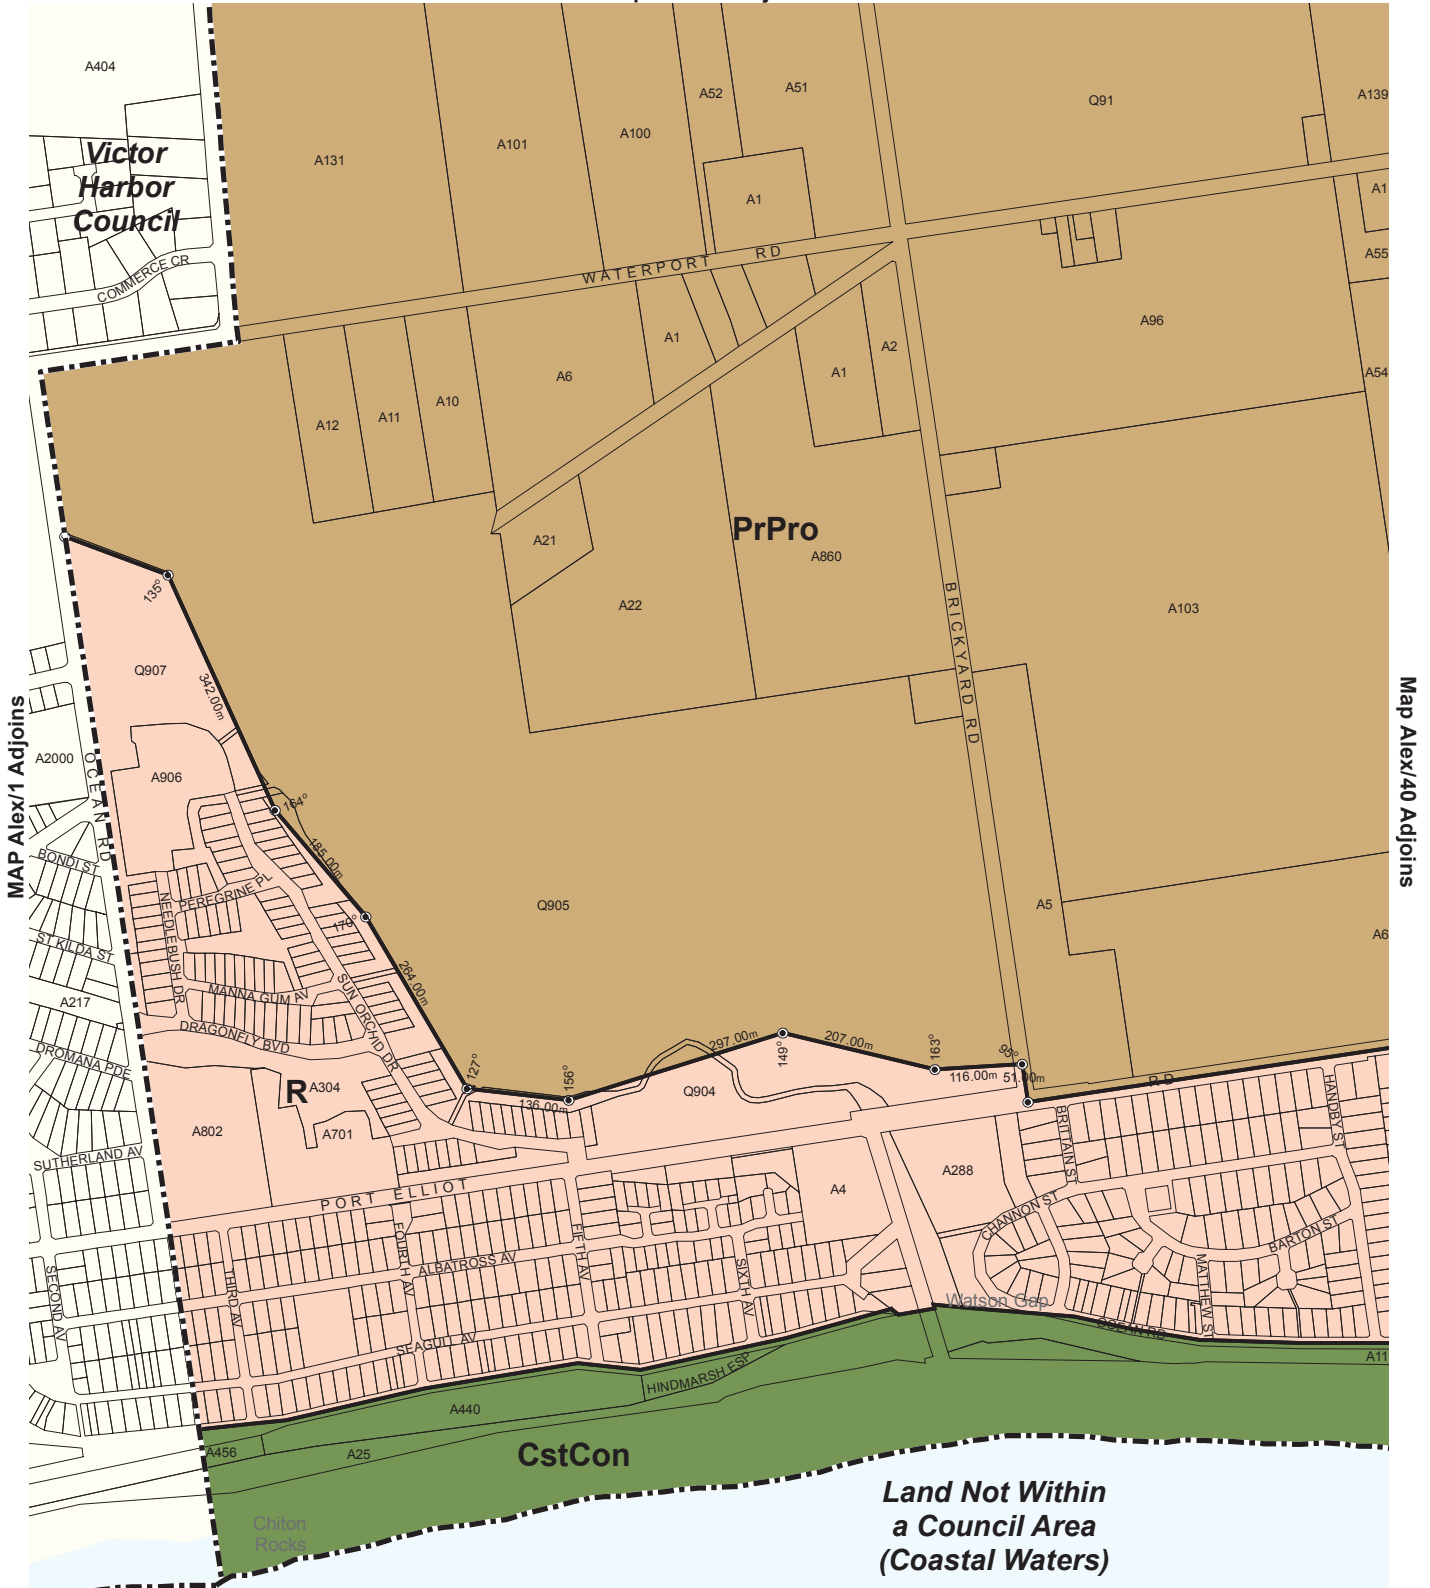 A404
A52
A51
Q91
A139
Victor
Harbor
Council
A131
A101
A100
A1
A1
COMMERCE CR
WATERPORT RD
A55
A96
A1
A2
A6
A1
A54
A12
A11
A10
PrPro
A21
A860
A22
A103
BRICKYARD RD
135°
Q907
342.00m
MAP Alex/1 Adjoins
Map Alex/40 Adjoins
A2000
OCEAN RD
A906
164°
185.00m
BONDI ST
PEREGRINE PL
NEEDLEBUSH DR
Q905
A5
170°
A6
ST KILDA ST
264.00m
MANNA GUM AV
SUN ORCHID DR
A217
DRAGONFLY BVD
DROMANA PDE
297.00m
207.00m
149°
163°
95°
127°
156°
116.00m
51.00m
RD
R
A304
136.00m
Q904
HANDBY ST
BRITTAIN ST
A802
A701
SUTHERLAND AV
A288
PORT ELLIOT
A4
CHANNON ST
BARTON ST
FOURTH AV
FIFTH AV
ALBATROSS AV
SIXTH AV
MATTHEW ST
SECOND AV
THIRD AV
Watson Gap
OCEAN RD
SEAGULL AV
A11
HINDMARSH ESP
A440
A456
A25
CstCon
Land Not Within
a Council Area
(Coastal Waters)
Chiton
Rocks